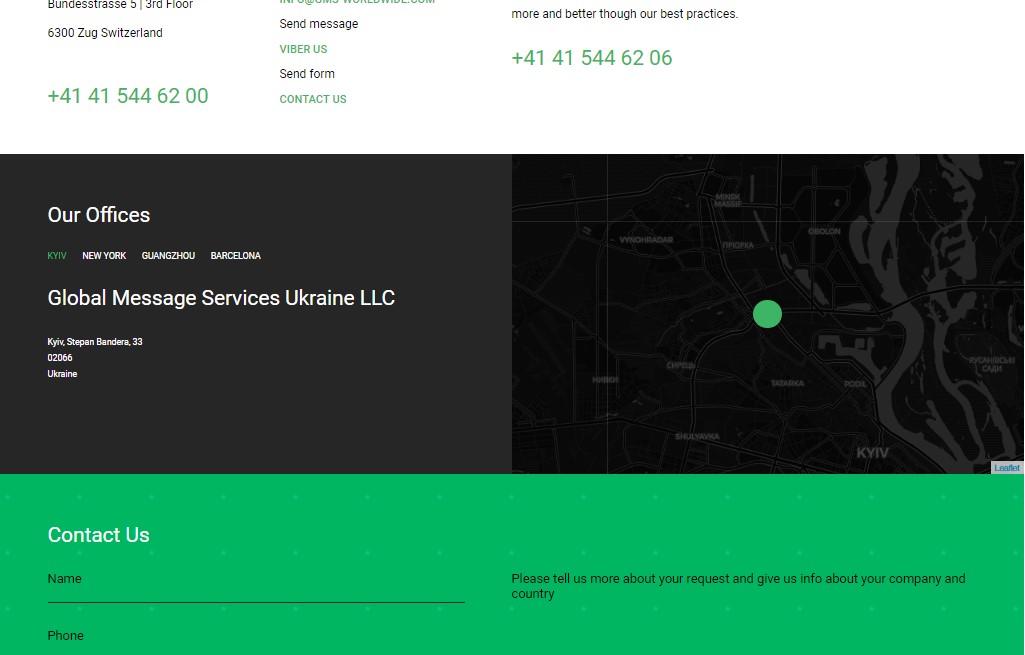 Bundesstrasse 5 | 3rd Floor
6300 Zug Switzerland
+41 41 544 62 00
INFO@GMS-WORLDWIDE.COM
Send message
VIBER US
Send form
CONTACT US
more and better though our best practices.
+41 41 544 62 06
Our Offices
KYIV NEW YORK GUANGZHOU BARCELONA
Global Message Services Ukraine LLC
Kyiv, Stepan Bandera, 33
02066
Ukraine
MINSK
MASSIF
OBOLON
VYNOHRADAR
ПРІОРКА
СИРЕЦЬ
НИВКИ
TATARKA
PODIL
РУСАНІВСЬКІ
САДИ
SHULYAVKA
KYIV
Leaflet
Contact Us
Name
Phone
Please tell us more about your request and give us info about your company and
country